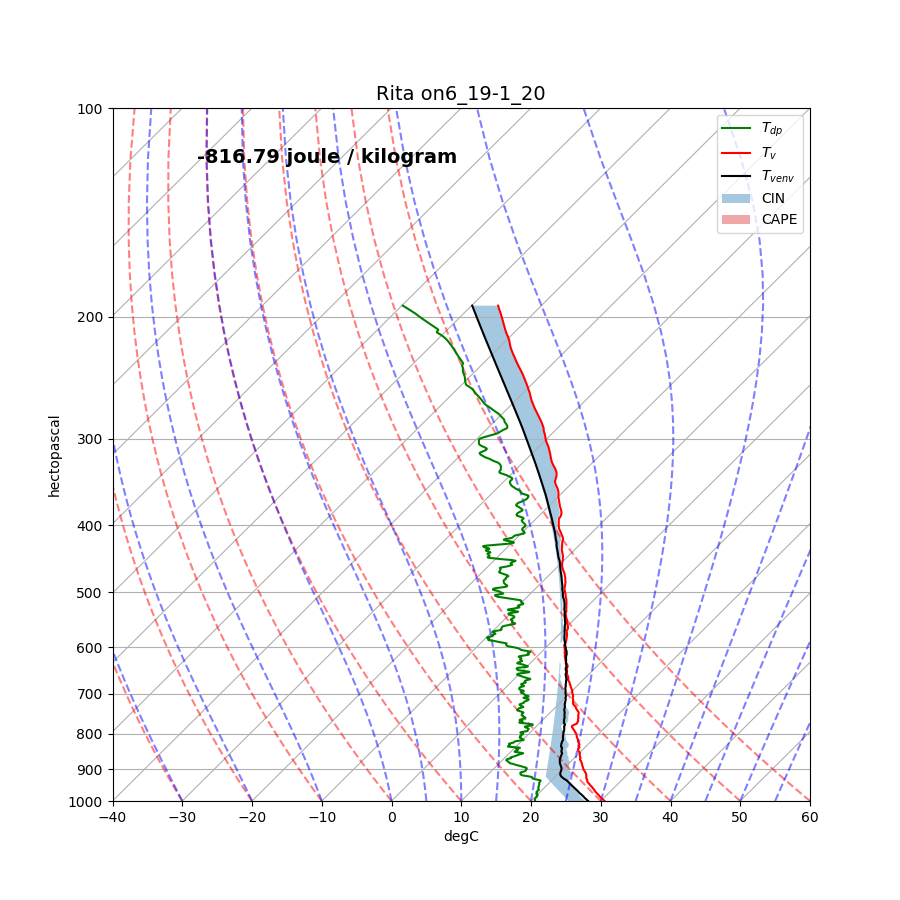 Rita on6_19-1_20
-816.79 joule / kilogram
T_{dp}
T_v
T_{venv}
CIN
CAPE
hectopascal
100
200
300
400
500
600
700
800
900
1000
−40 −30 −20 −10 0 10 20 30 40 50 60
degC